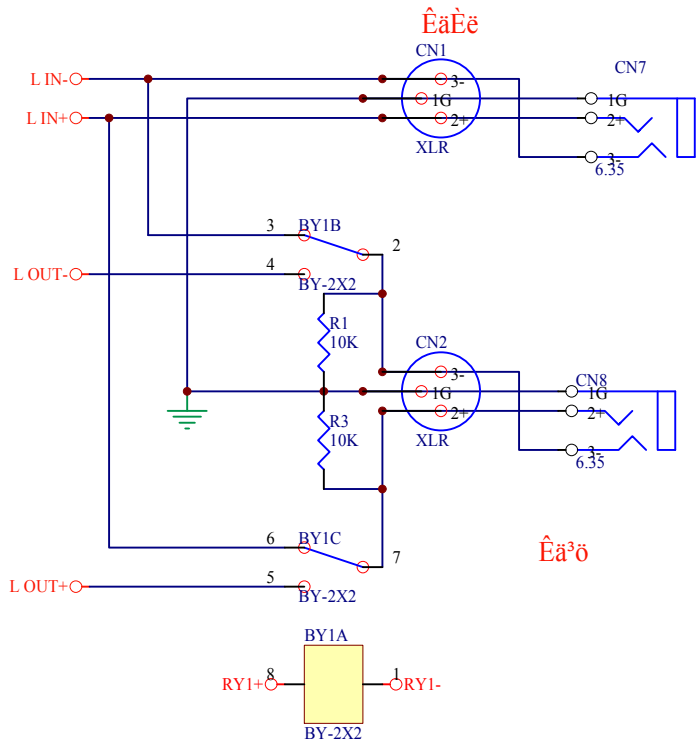 ÊäÈë
CN1
CN7
L IN-
3-
1G
1G
L IN+
2+
2+
XLR
3-
6.35
3
BY1B
2
L OUT-
4
BY-2X2
R1
10K
CN2
3-
1G
CN8
1G
2+
2+
R3
10K
XLR
3-
6.35
6
BY1C
7
Êä³ö
L OUT+
5
BY-2X2
BY1A
RY1+
8
1
RY1-
BY-2X2